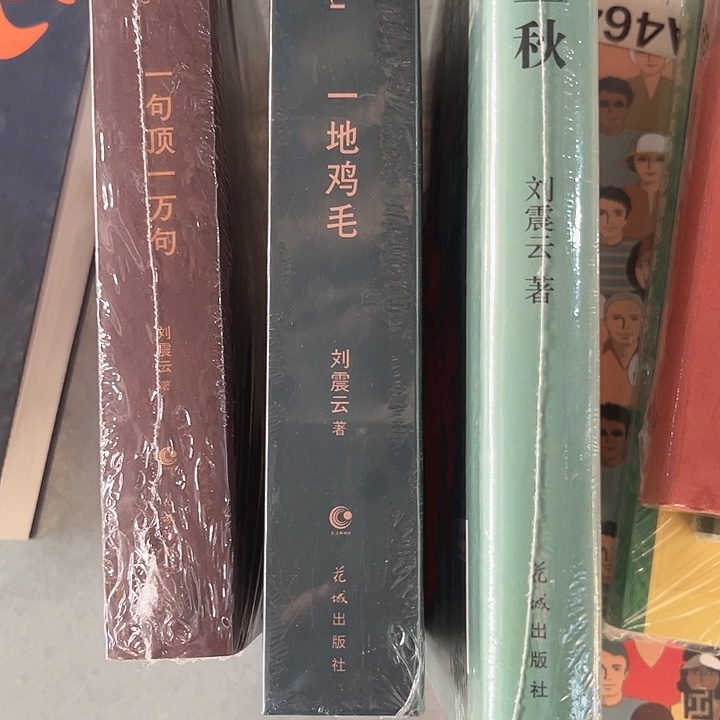 一句顶一万句
刘震云 著
一地鸡毛
刘震云 著
花城出版社
秋
刘震云 著
花城出版社
A46